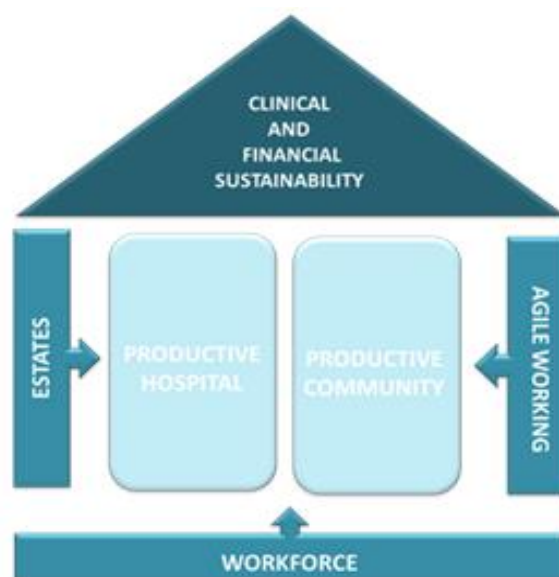 CLINICAL
AND
FINANCIAL
SUSTAINABILITY
ESTATES
PRODUCTIVE
HOSPITAL
PRODUCTIVE
COMMUNITY
AGILE WORKING
WORKFORCE